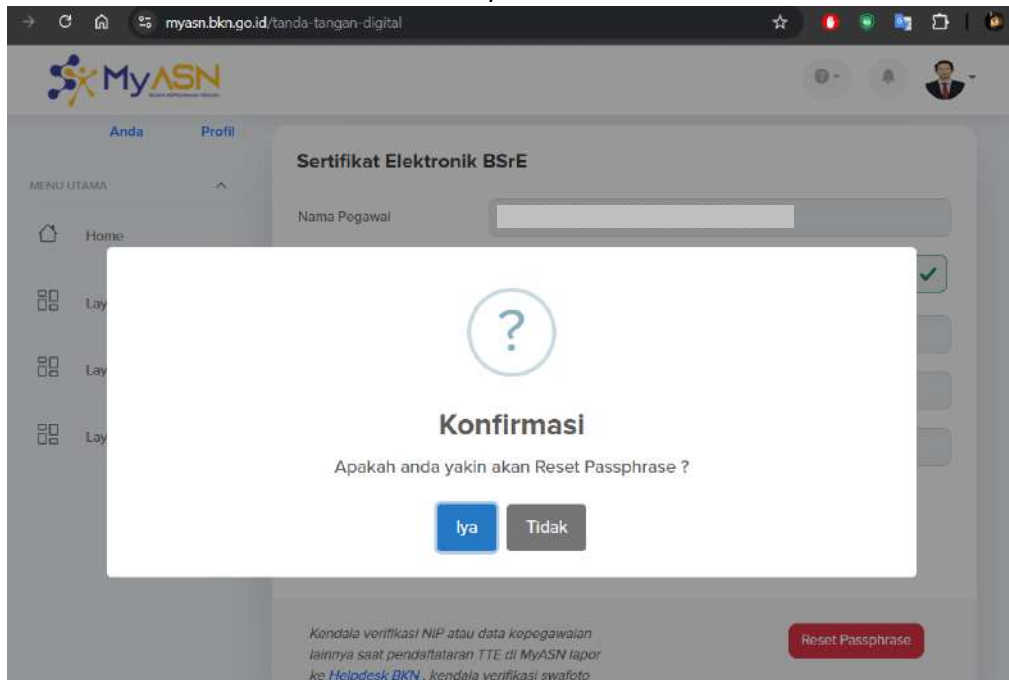 myasn.bkn.go.id/tanda-tangan-digital
MyASN
Anda Profil
MENU UTAMA
Home
Lay
Lay
Lay
Sertifikat Elektronik BSrE
Nama Pegawai
?
Konfirmasi
Apakah anda yakin akan Reset Passphrase ?
Iya Tidak
Kendala verifikasi NIP atau data kepegawaian
lainnya saat pendaftataran TTE di MyASN lapor
ke Helpdesk BKN , kendala verifikasi swafoto
Reset Passphrase